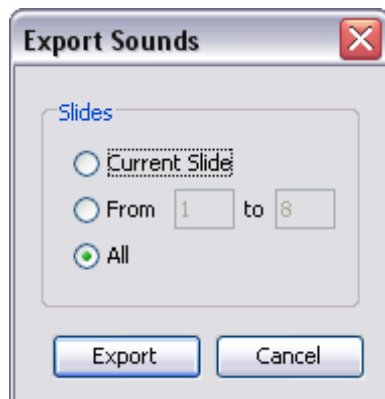 Export Sounds
Slides
Current Slide
From 1 to 8
All
Export Cancel